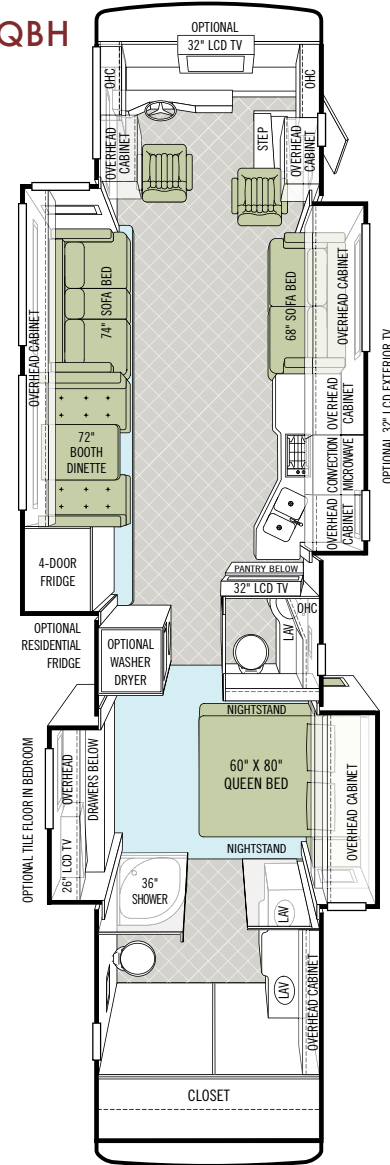 QBH
OPTIONAL
32" LCD TV
OHC
OHC
OVERHEAD
CABINET
STEP
OVERHEAD
CABINET
OVERHEAD CABINET
74" SOFA BED
68" SOFA BED
OVERHEAD CABINET
OPTIONAL 32" LCD EXTERIOR TV
72"
BOOTH
DINETTE
OVERHEAD
CABINET
CONVECTION
MICROWAVE
OVERHEAD
CABINET
4-DOOR
FRIDGE
PANTRY BELOW
32" LCD TV
OHC
LAV
OPTIONAL
RESIDENTIAL
FRIDGE
OPTIONAL
WASHER
DRYER
NIGHTSTAND
60" X 80"
QUEEN BED
NIGHTSTAND
OVERHEAD CABINET
OPTIONAL TILE FLOOR IN BEDROOM
OVERHEAD
26" LCD TV
DRAWERS BELOW
36"
SHOWER
LAV
LAV
OVERHEAD CABINET
CLOSET